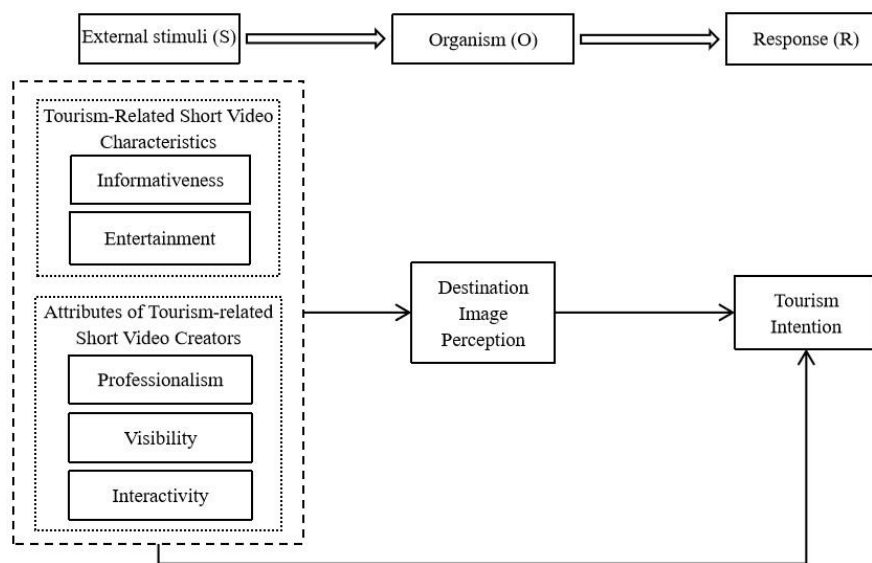 External stimuli (S)
Organism (O)
Response (R)
Tourism-Related Short Video
Characteristics
Informativeness
Entertainment
Attributes of Tourism-related
Short Video Creators
Professionalism
Visibility
Interactivity
Destination
Image
Perception
Tourism
Intention